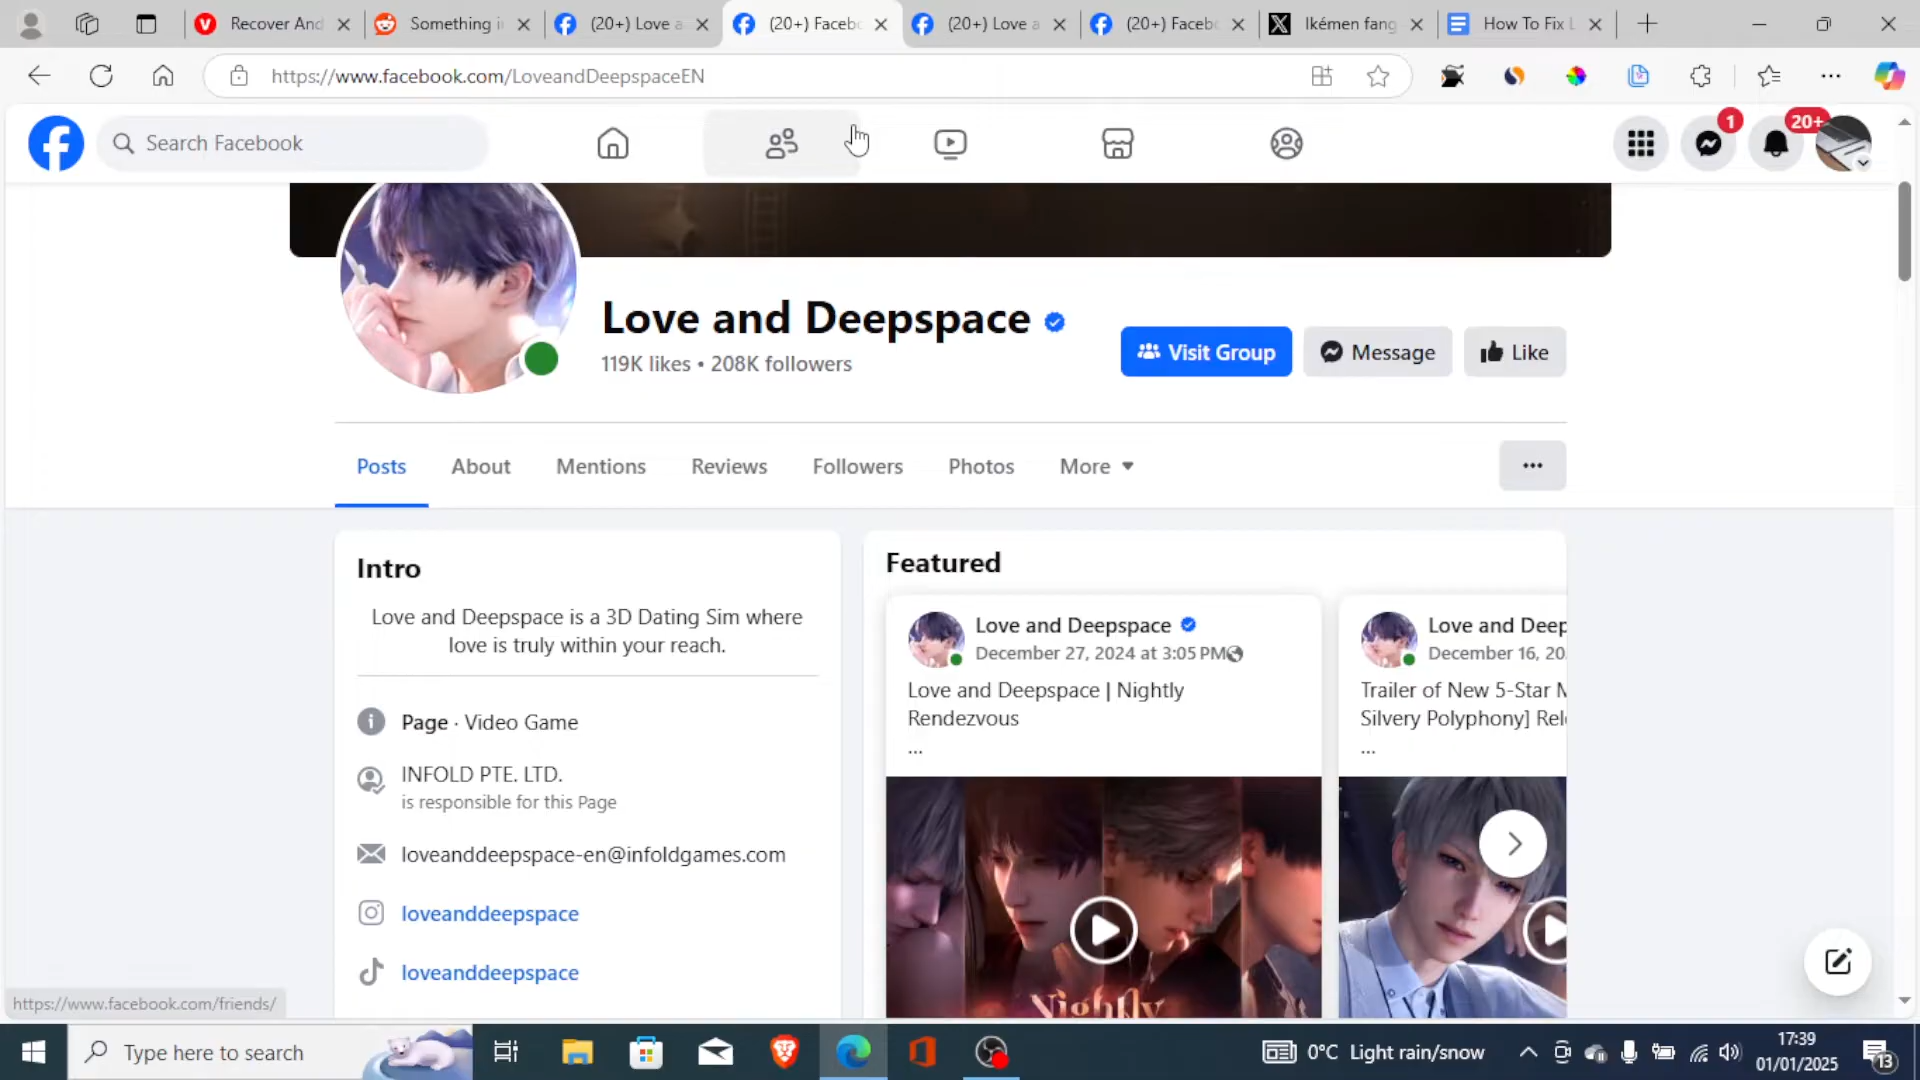 Recover And
Something i
(20+) Love a
(20+) Facebo
(20+) Love a
(20+) Facebo
Ikémen fang
How To Fix L
https://www.facebook.com/LoveandDeepspaceEN
Search Facebook
1
20+
Love and Deepspace
119K likes • 208K followers
Visit Group
Message
Like
Posts
About
Mentions
Reviews
Followers
Photos
More
Intro
Love and Deepspace is a 3D Dating Sim where
love is truly within your reach.
Page · Video Game
INFOLD PTE. LTD.
is responsible for this Page
loveanddeepspace-en@infoldgames.com
loveanddeepspace
loveanddeepspace
Featured
Love and Deepspace
December 27, 2024 at 3:05 PM
Love and Deepspace | Nightly
Rendezvous
...
Nightly
Love and Deep
December 16, 20
Trailer of New 5-Star M
Silvery Polyphony] Rel
...
https://www.facebook.com/friends/
Type here to search
0°C Light rain/snow
17:39
01/01/2025
13